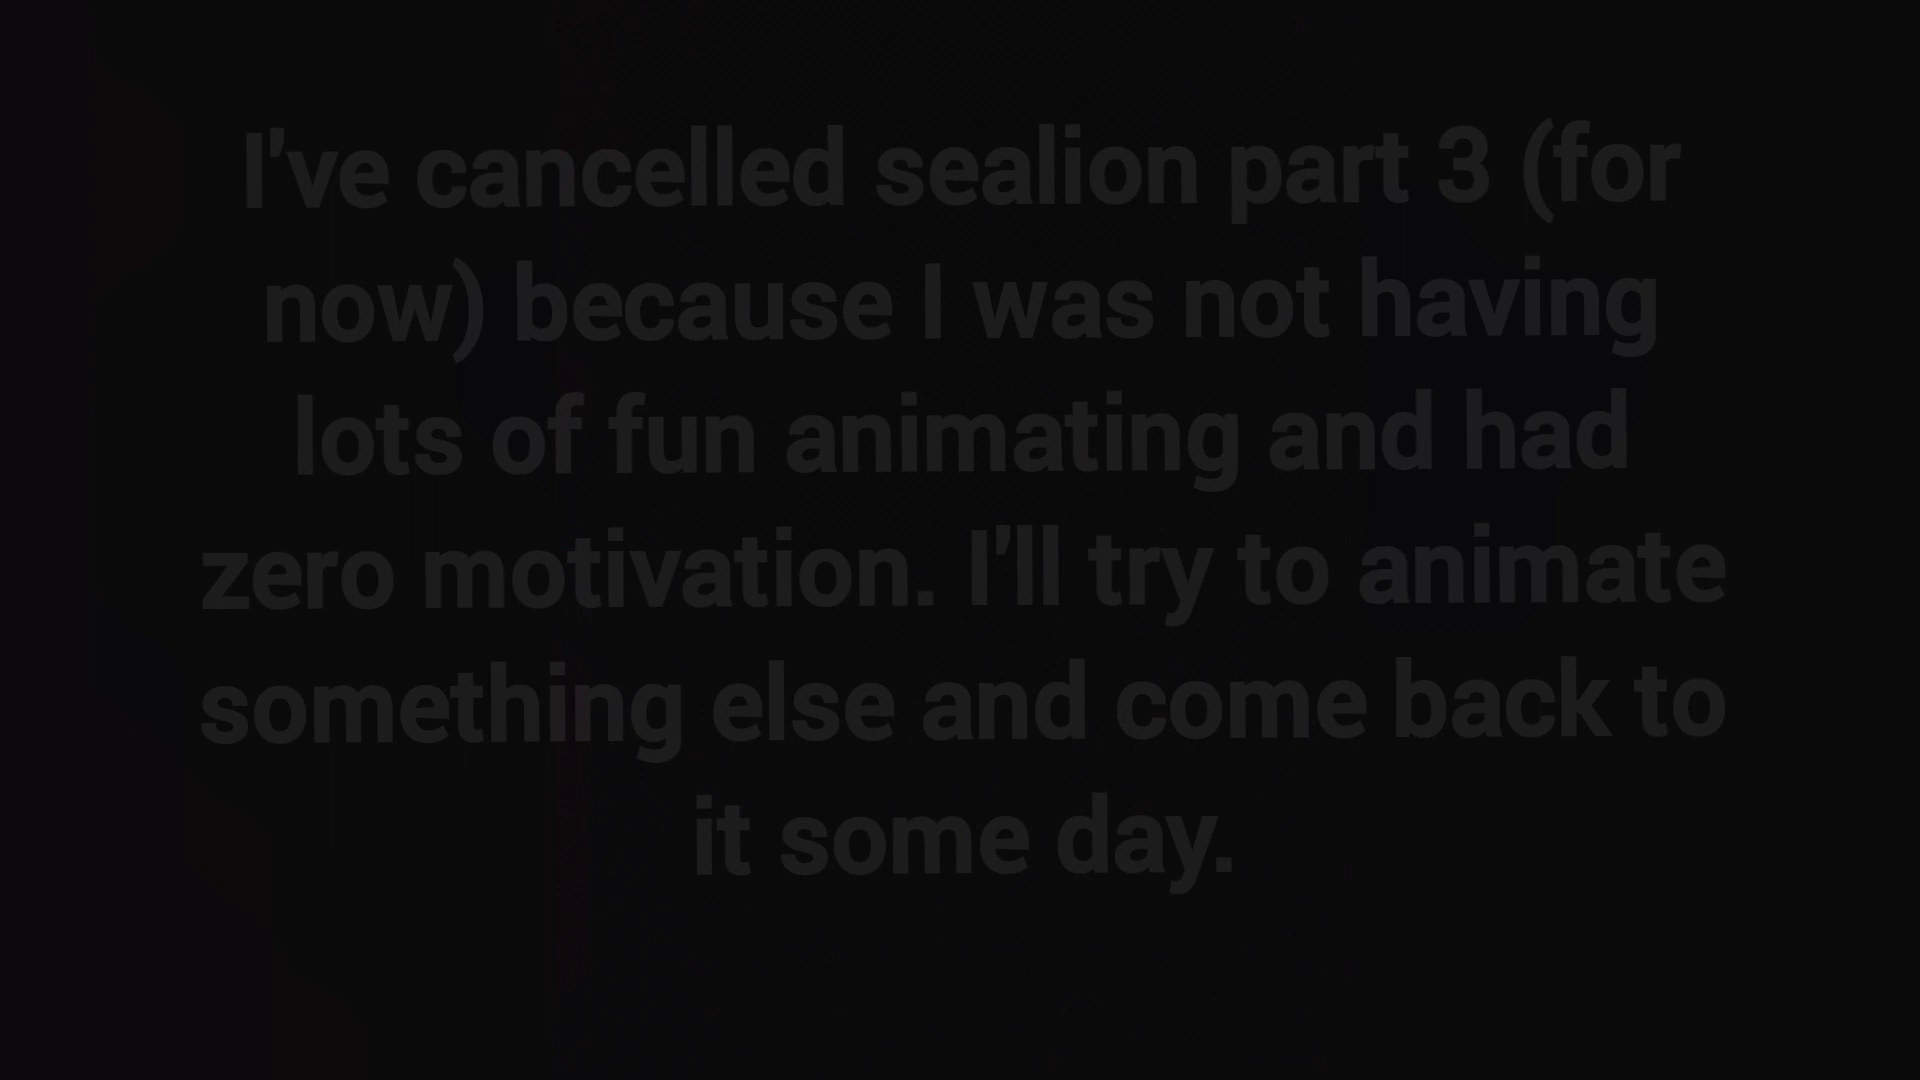 I've cancelled sealion part 3 (for
now) because I was not having
lots of fun animating and had
zero motivation. I'll try to animate
something else and come back to
it some day.